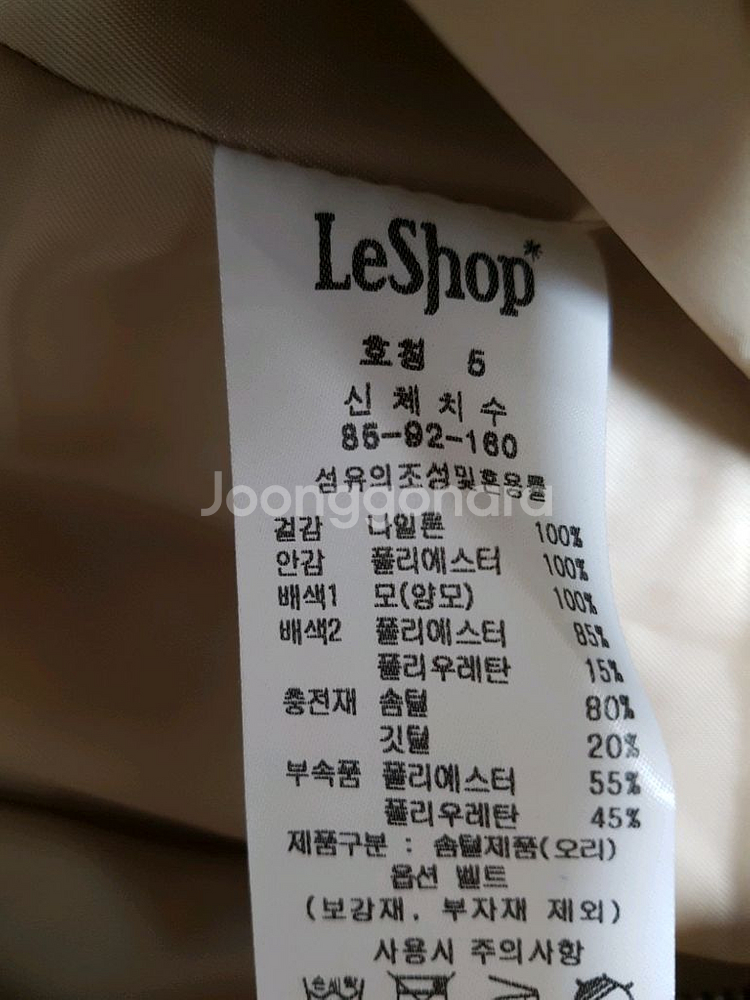 LeShop*
호칭 5
신체치수
85-92-160
섬유의조성및혼용률
Joonggonara
겉감 나일론 100%
안감 폴리에스터 100%
배색1 모(양모) 100%
배색2 폴리에스터 85%
폴리우레탄 15%
충전재 솜털 80%
깃털 20%
부속품 폴리에스터 55%
폴리우레탄 45%
제품구분 : 솜털제품(오리)
옵션 벨트
(보강재, 부자재 제외)
사용시 주의사항
손세탁